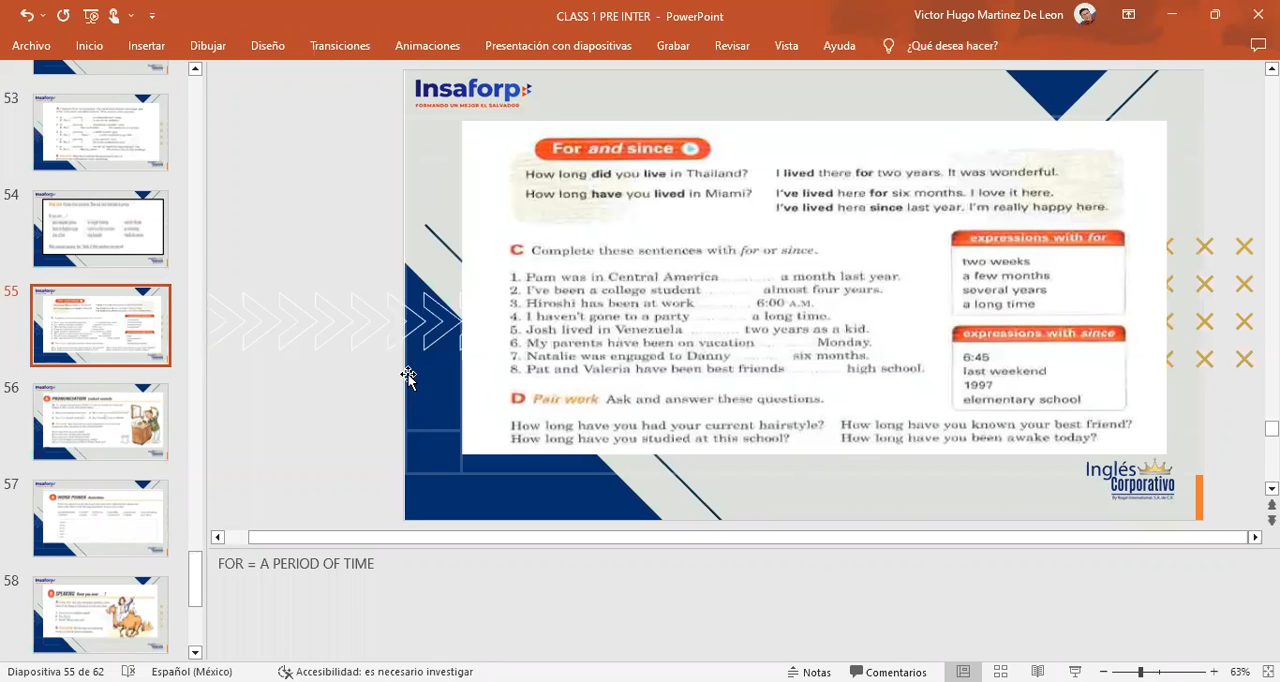 CLASS 1 PRE INTER - PowerPoint
Victor Hugo Martinez De Leon
Archivo Inicio Insertar Dibujar Diseño Transiciones Animaciones Presentación con diapositivas Grabar Revisar Vista Ayuda ¿Qué desea hacer?
53
54
55
56
57
58
Insaforp
FORMANDO UN MEJOR EL SALVADOR
For and since
How long did you live in Thailand? I lived there for two years. It was wonderful.
How long have you lived in Miami? I've lived here for six months. I love it here.
I've lived here since last year. I'm really happy here.
C Complete these sentences with for or since.
1. Pam was in Central America ........ a month last year.
2. I've been a college student ........ almost four years.
3. Hiroshi has been at work ........ 6:00 A.M.
4. I haven't gone to a party ........ a long time.
5. Josh lived in Venezuela ........ two years as a kid.
6. My parents have been on vacation ........ Monday.
7. Natalie was engaged to Danny ........ six months.
8. Pat and Valeria have been best friends ........ high school.
expressions with for
two weeks
a few months
several years
a long time
expressions with since
6:45
last weekend
1997
elementary school
D Pair work Ask and answer these questions.
How long have you had your current hairstyle? How long have you known your best friend?
How long have you studied at this school? How long have you been awake today?
Inglés
Corporativo
FOR = A PERIOD OF TIME
Diapositiva 55 de 62 Español (México) Accesibilidad: es necesario investigar Notas Comentarios 63%